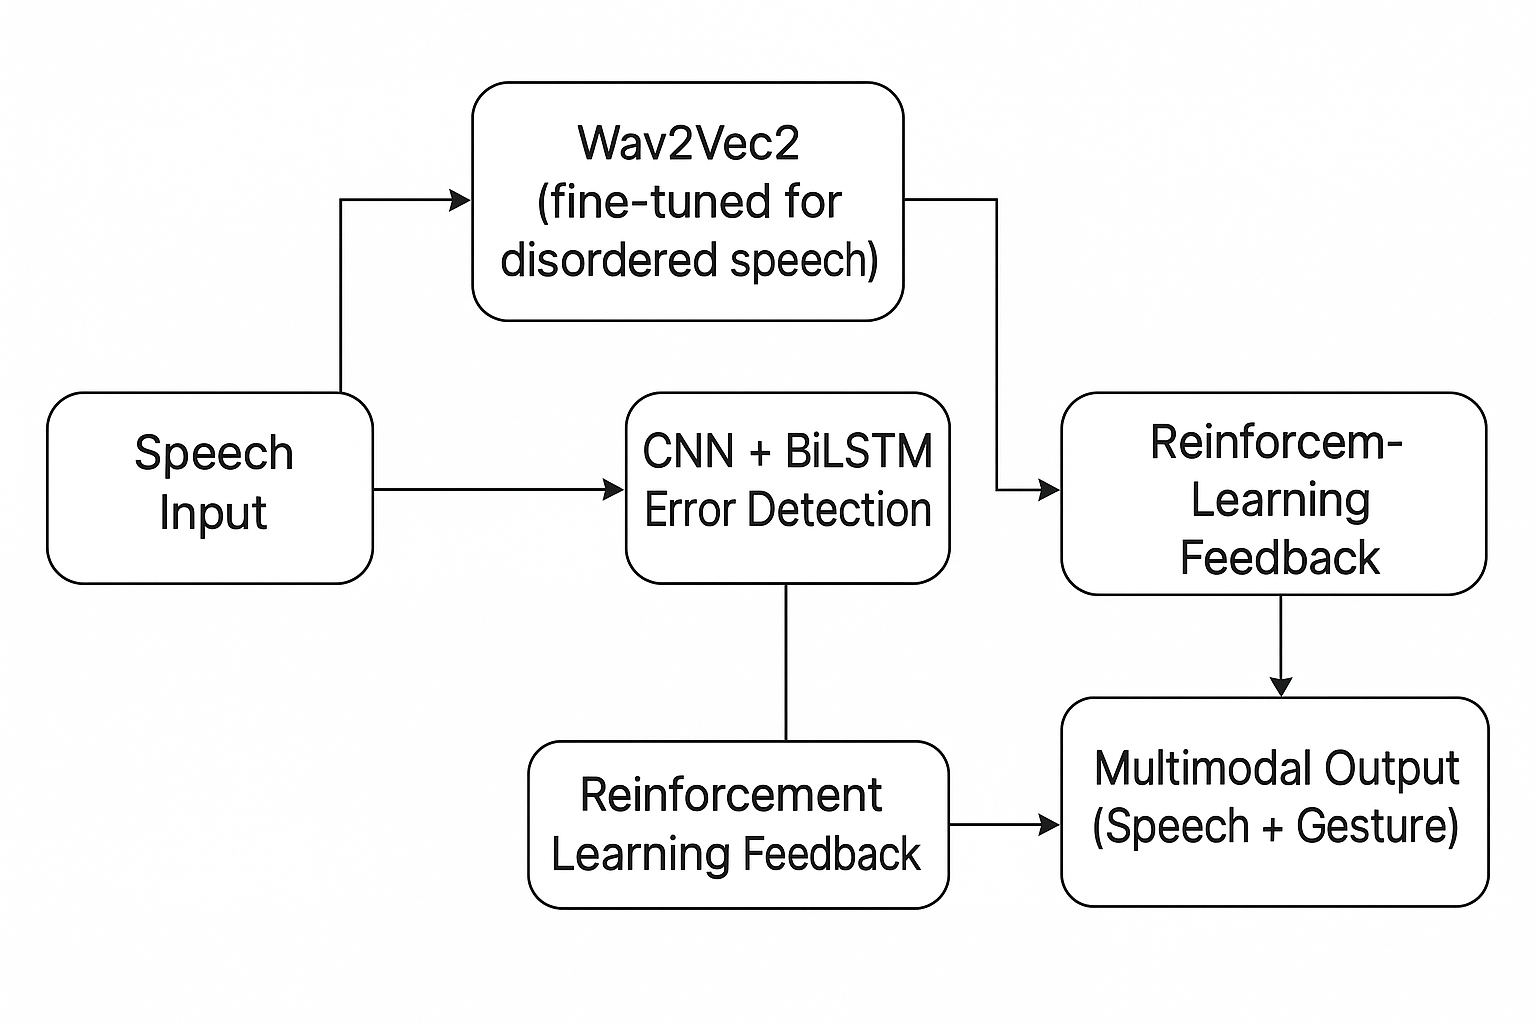 Wav2Vec2
(fine-tuned for
disordered speech)
Speech
Input
CNN + BiLSTM
Error Detection
Reinforcem-
Learning
Feedback
Reinforcement
Learning Feedback
Multimodal Output
(Speech + Gesture)